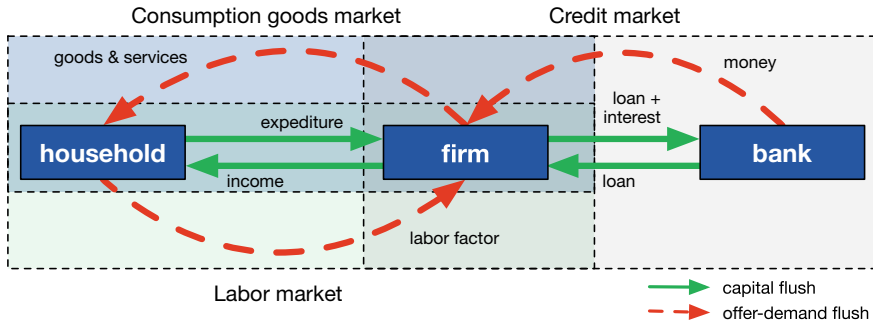 Consumption goods market
Credit market
goods & services
money
expediture
loan +
interest
household
firm
bank
income
loan
labor factor
Labor market
capital flush
offer-demand flush